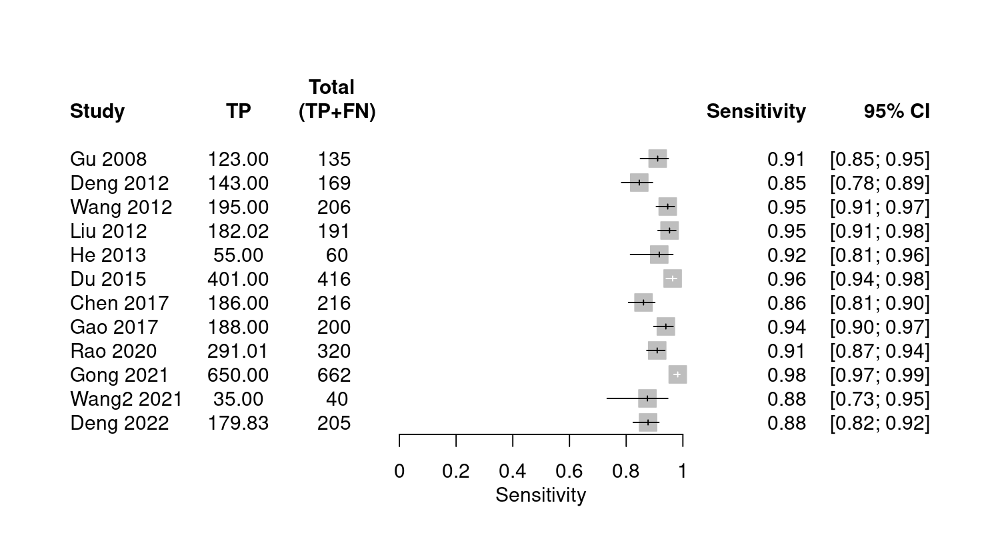 Total
Study TP (TP+FN) Sensitivity 95% CI
Gu 2008 123.00 135 0.91 [0.85; 0.95]
Deng 2012 143.00 169 0.85 [0.78; 0.89]
Wang 2012 195.00 206 0.95 [0.91; 0.97]
Liu 2012 182.02 191 0.95 [0.91; 0.98]
He 2013 55.00 60 0.92 [0.81; 0.96]
Du 2015 401.00 416 0.96 [0.94; 0.98]
Chen 2017 186.00 216 0.86 [0.81; 0.90]
Gao 2017 188.00 200 0.94 [0.90; 0.97]
Rao 2020 291.01 320 0.91 [0.87; 0.94]
Gong 2021 650.00 662 0.98 [0.97; 0.99]
Wang2 2021 35.00 40 0.88 [0.73; 0.95]
Deng 2022 179.83 205 0.88 [0.82; 0.92]
0 0.2 0.4 0.6 0.8 1
Sensitivity